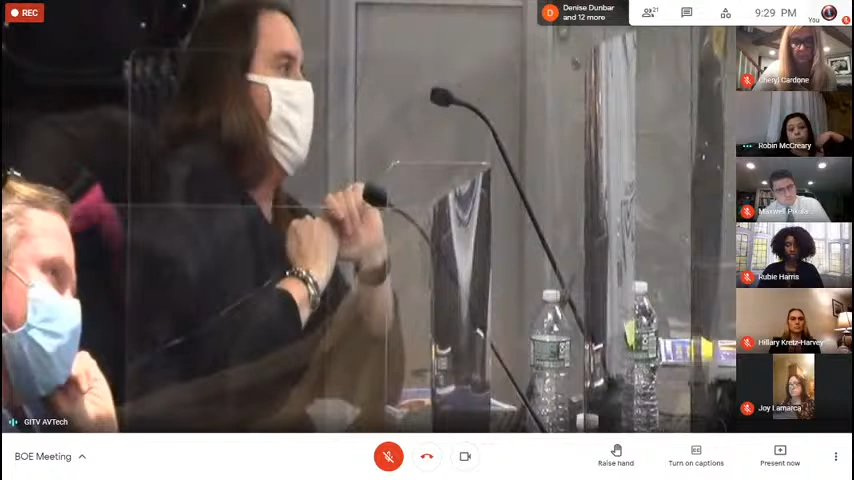 REC
Denise Dunbar
and 12 more
21
9:29 PM
You
Cheryl Cardone
Robin McCreary
Maxwell Pikula
Rubie Harris
Hillary Kretz-Harvey
Joy Lamarca
GITV AVTech
BOE Meeting
Raise hand
Turn on captions
Present now